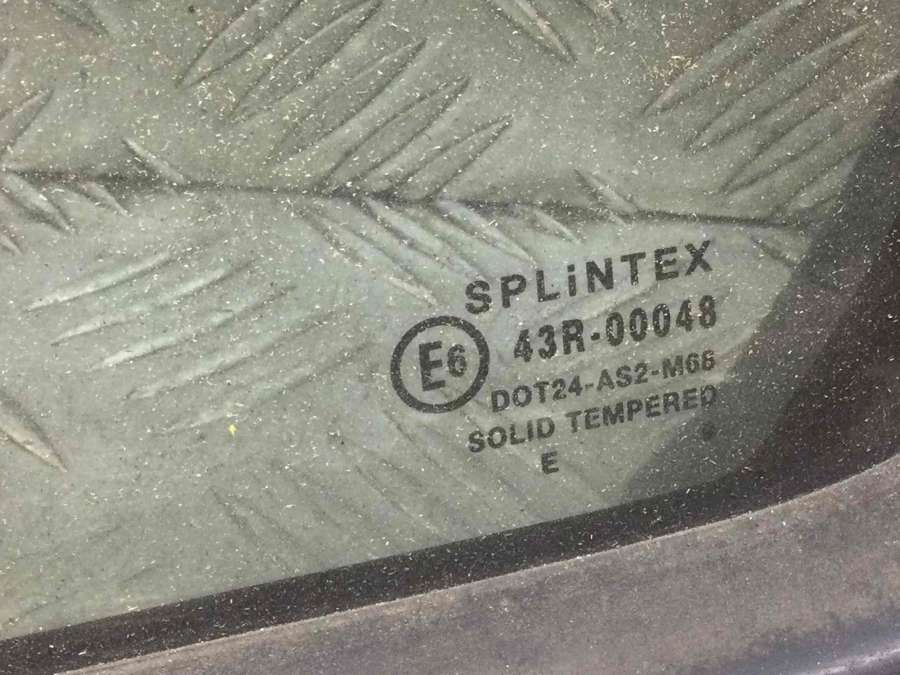 SPLiNTEX
E6 43R-00048
DOT24-AS2-M66
SOLID TEMPERED
E